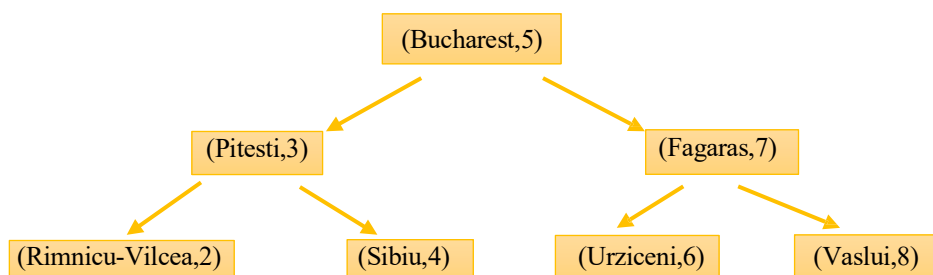 (Bucharest,5)
(Pitesti,3)
(Fagaras,7)
(Rimnicu-Vilcea,2)
(Sibiu,4)
(Urziceni,6)
(Vaslui,8)